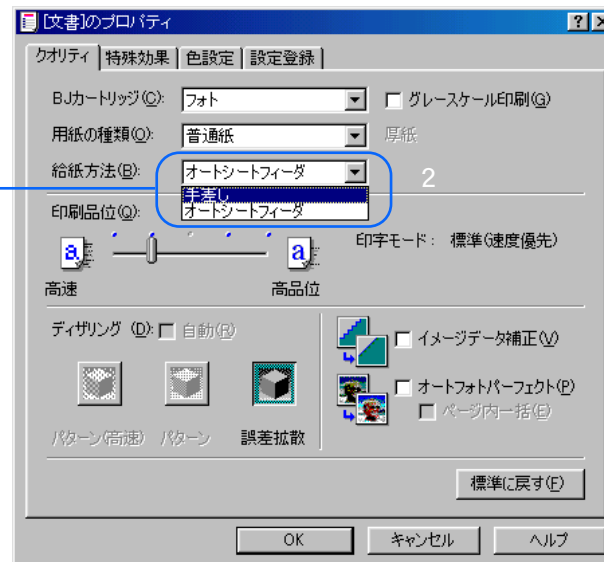 [文書]のプロパティ
クオリティ 特殊効果 色設定 設定登録
BJカートリッジ(C): フォト グレースケール印刷(G)
用紙の種類(O): 普通紙 厚紙
給紙方法(B): オートシートフィーダ 2
手差し
オートシートフィーダ
印刷品位(Q):
印字モード: 標準(速度優先)
高速 高品位
ディザリング (D): 自動(R)
イメージデータ補正(V)
オートフォトパーフェクト(P)
ページ内一括(E)
パターン(高速) パターン 誤差拡散
標準に戻す(F)
OK キャンセル ヘルプ